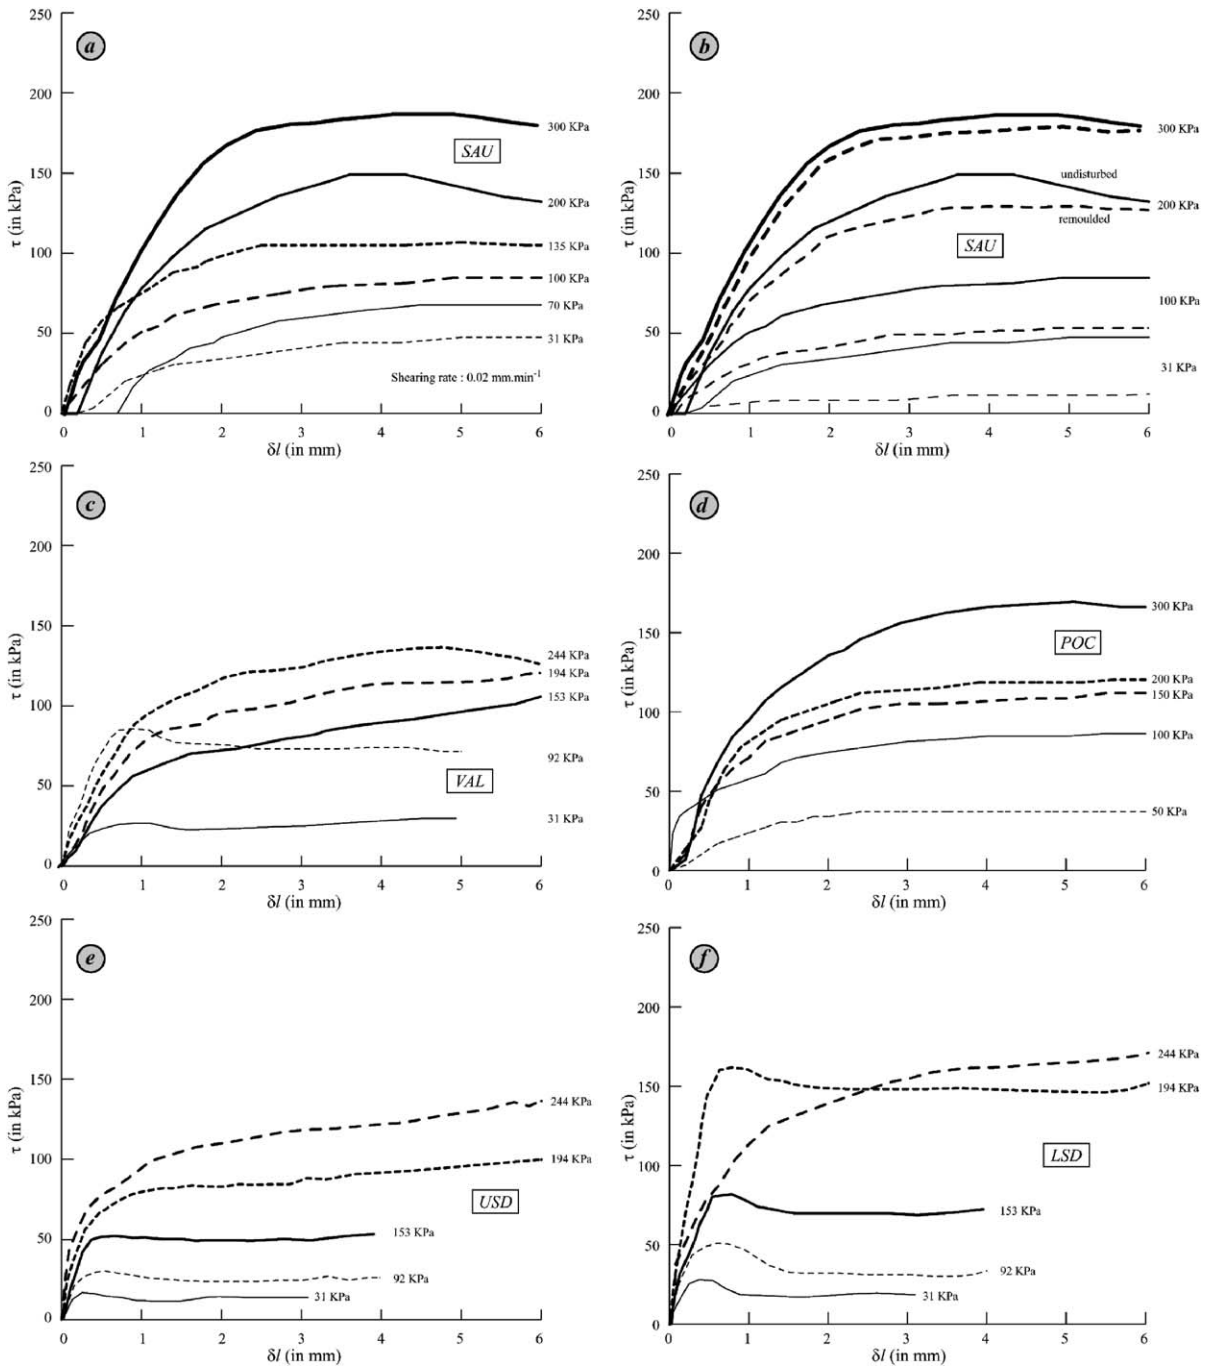 250
200
150
100
50
0
τ (in kPa)
a
SAU
300 KPa
200 KPa
135 KPa
100 KPa
70 KPa
31 KPa
Shearing rate : 0.02 mm.min⁻¹
0 1 2 3 4 5 6
δl (in mm)
250
200
150
100
50
0
τ (in kPa)
b
300 KPa
undisturbed
200 KPa
remoulded
SAU
100 KPa
31 KPa
0 1 2 3 4 5 6
δl (in mm)
250
200
150
100
50
0
τ (in kPa)
c
244 KPa
194 KPa
153 KPa
92 KPa
VAL
31 KPa
0 1 2 3 4 5 6
δl (in mm)
250
200
150
100
50
0
τ (in kPa)
d
300 KPa
POC
200 KPa
150 KPa
100 KPa
50 KPa
0 1 2 3 4 5 6
δl (in mm)
250
200
150
100
50
0
τ (in kPa)
e
244 KPa
194 KPa
USD
153 KPa
92 KPa
31 KPa
0 1 2 3 4 5 6
δl (in mm)
250
200
150
100
50
0
τ (in kPa)
f
244 KPa
194 KPa
LSD
153 KPa
92 KPa
31 KPa
0 1 2 3 4 5 6
δl (in mm)